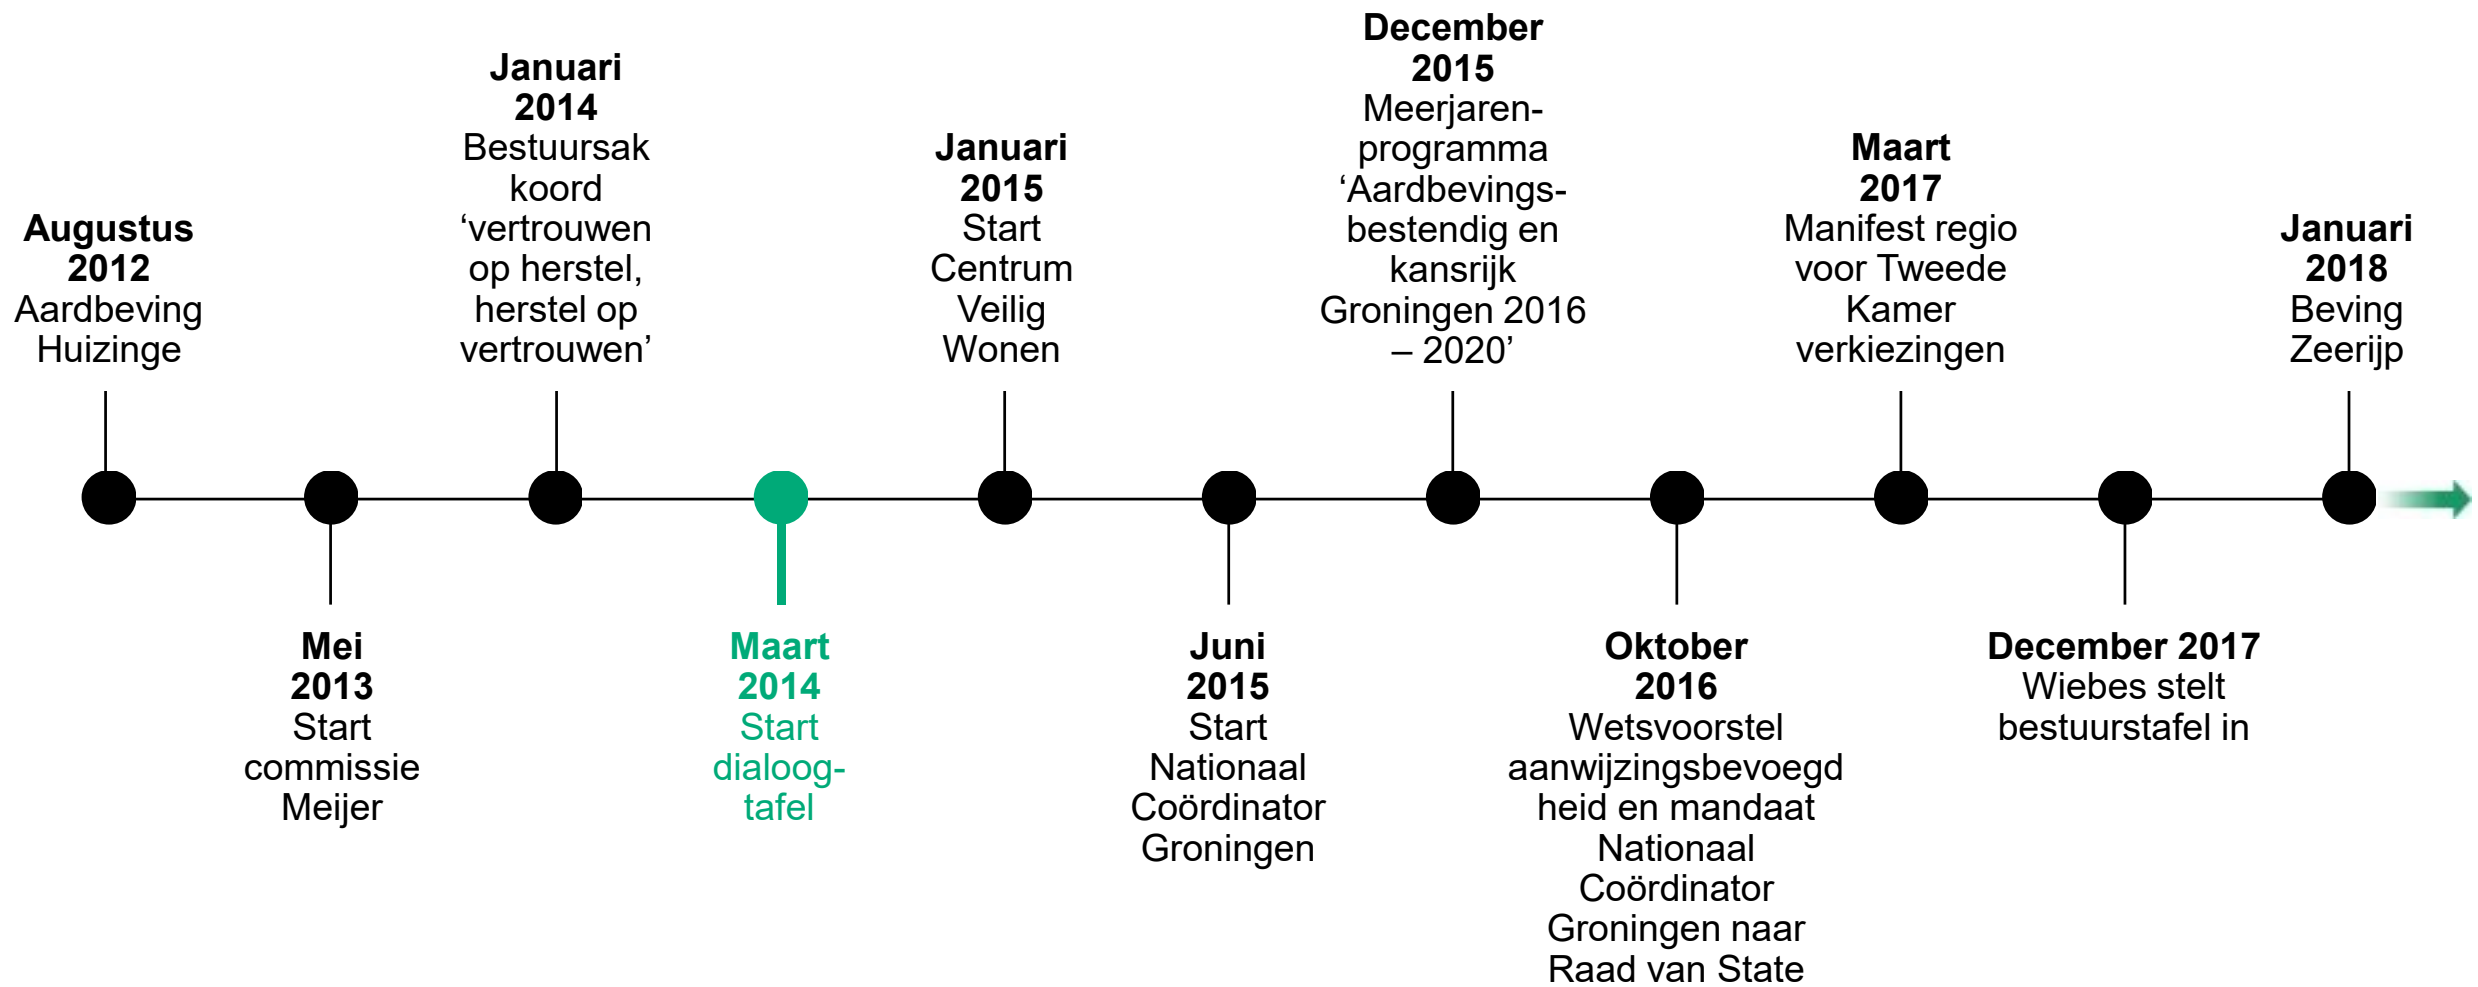 Augustus
2012
Aardbeving
Huizinge
Mei
2013
Start
commissie
Meijer
Januari
2014
Bestuursak
koord
‘vertrouwen
op herstel,
herstel op
vertrouwen’
Maart
2014
Start
dialoog-
tafel
Januari
2015
Start
Centrum
Veilig
Wonen
Juni
2015
Start
Nationaal
Coördinator
Groningen
December
2015
Meerjaren-
programma
‘Aardbevings-
bestendig en
kansrijk
Groningen 2016
– 2020’
Oktober
2016
Wetsvoorstel
aanwijzingsbevoegd
heid en mandaat
Nationaal
Coördinator
Groningen naar
Raad van State
Maart
2017
Manifest regio
voor Tweede
Kamer
verkiezingen
December 2017
Wiebes stelt
bestuurstafel in
Januari
2018
Beving
Zeerijp